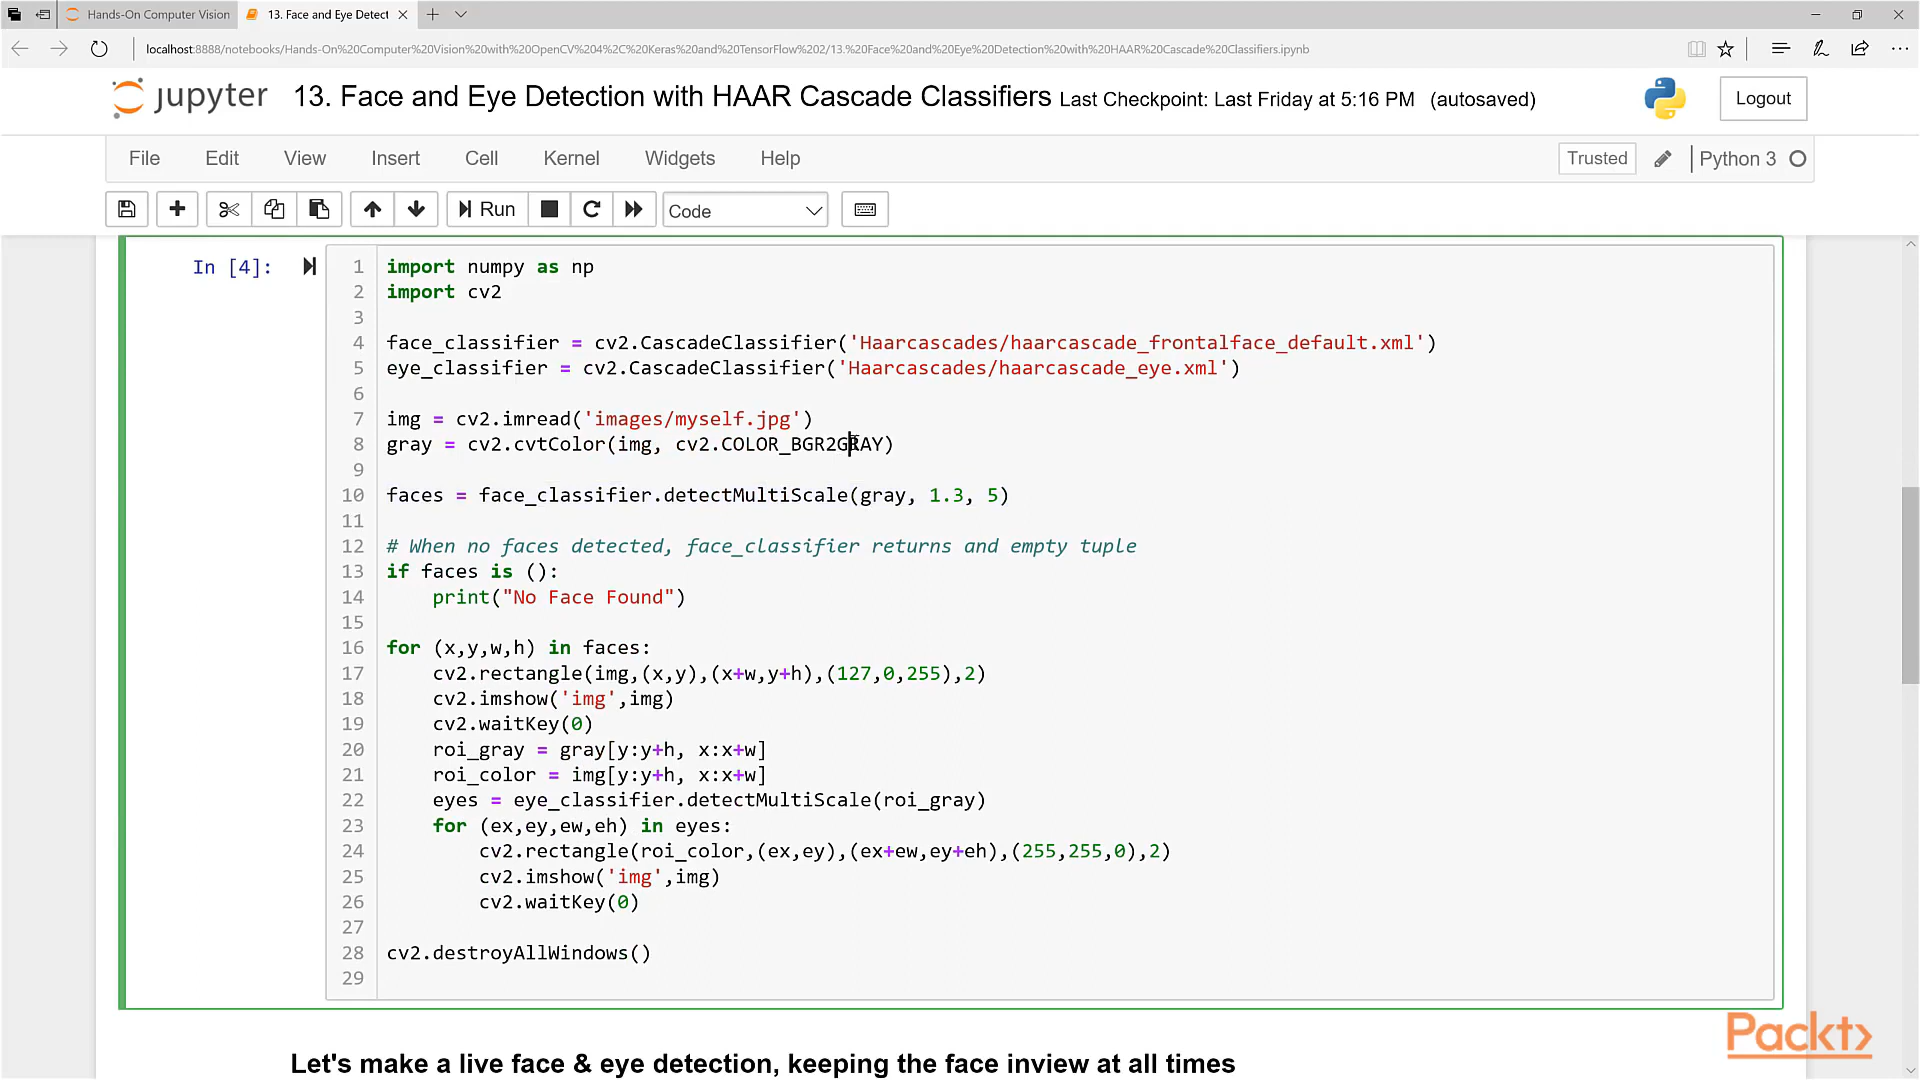 Hands-On Computer Vision
13. Face and Eye Detect
localhost:8888/notebooks/Hands-On%20Computer%20Vision%20with%20OpenCV%204%2C%20Keras%20and%20TensorFlow%202/13.%20Face%20and%20Eye%20Detection%20with%20HAAR%20Cascade%20Classifiers.ipynb
jupyter 13. Face and Eye Detection with HAAR Cascade Classifiers Last Checkpoint: Last Friday at 5:16 PM (autosaved)
Logout
File Edit View Insert Cell Kernel Widgets Help
Trusted
Python 3
Run
Code
In [4]:
1 import numpy as np
2 import cv2
3
4 face_classifier = cv2.CascadeClassifier('Haarcascades/haarcascade_frontalface_default.xml')
5 eye_classifier = cv2.CascadeClassifier('Haarcascades/haarcascade_eye.xml')
6
7 img = cv2.imread('images/myself.jpg')
8 gray = cv2.cvtColor(img, cv2.COLOR_BGR2GRAY)
9
10 faces = face_classifier.detectMultiScale(gray, 1.3, 5)
11
12 # When no faces detected, face_classifier returns and empty tuple
13 if faces is ():
14     print("No Face Found")
15
16 for (x,y,w,h) in faces:
17     cv2.rectangle(img,(x,y),(x+w,y+h),(127,0,255),2)
18     cv2.imshow('img',img)
19     cv2.waitKey(0)
20     roi_gray = gray[y:y+h, x:x+w]
21     roi_color = img[y:y+h, x:x+w]
22     eyes = eye_classifier.detectMultiScale(roi_gray)
23     for (ex,ey,ew,eh) in eyes:
24         cv2.rectangle(roi_color,(ex,ey),(ex+ew,ey+eh),(255,255,0),2)
25         cv2.imshow('img',img)
26         cv2.waitKey(0)
27
28 cv2.destroyAllWindows()
29
Packt>
Let's make a live face & eye detection, keeping the face inview at all times